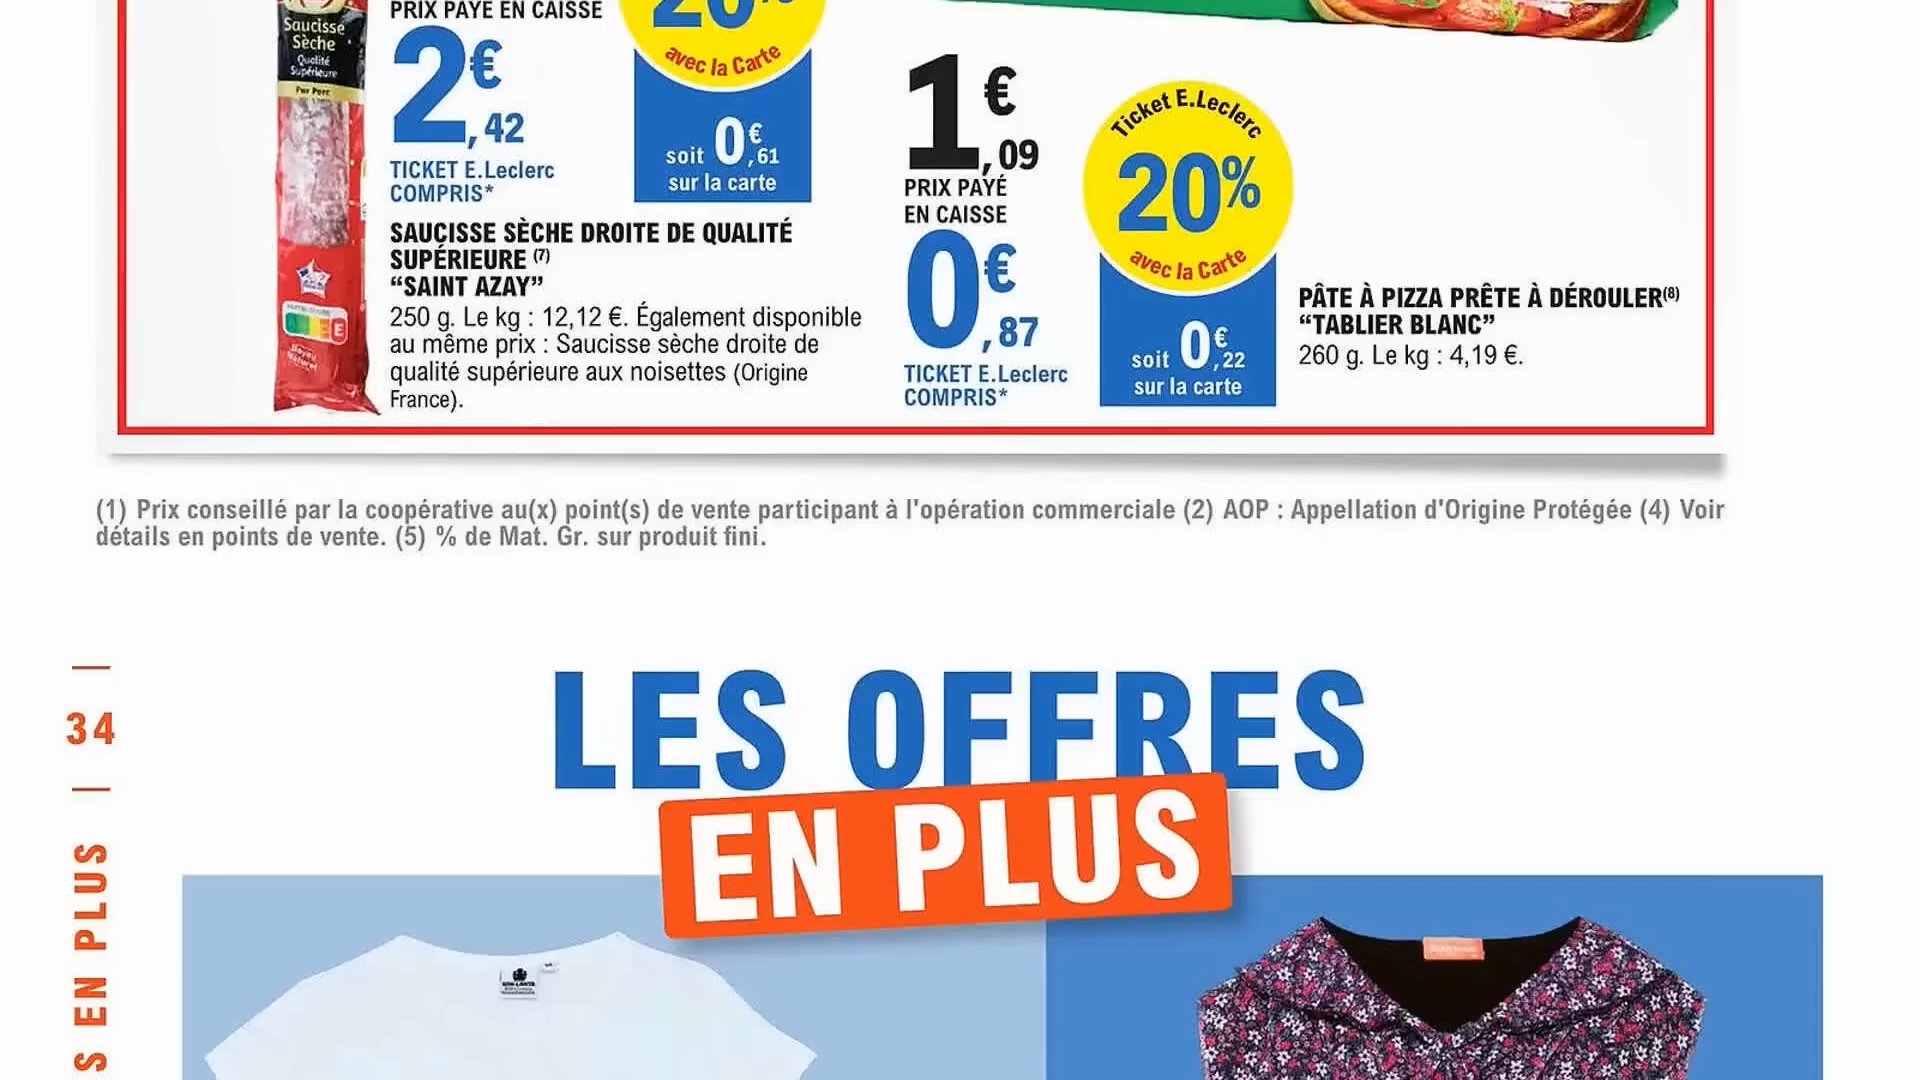 Saucisse
Sèche
Qualité
Supérieure
Pur Porc
PRIX PAYÉ EN CAISSE
2€,42
TICKET E.Leclerc
COMPRIS*
20%
avec la Carte
soit 0€,61
sur la carte
SAUCISSE SÈCHE DROITE DE QUALITÉ
SUPÉRIEURE (7)
“SAINT AZAY”
250 g. Le kg : 12,12 €. Également disponible
au même prix : Saucisse sèche droite de
qualité supérieure aux noisettes (Origine
France).
1€,09
PRIX PAYÉ
EN CAISSE
0€,87
TICKET E.Leclerc
COMPRIS*
Ticket E.Leclerc
20%
avec la Carte
soit 0€,22
sur la carte
PÂTE À PIZZA PRÊTE À DÉROULER(8)
“TABLIER BLANC”
260 g. Le kg : 4,19 €.
(1) Prix conseillé par la coopérative au(x) point(s) de vente participant à l'opération commerciale (2) AOP : Appellation d'Origine Protégée (4) Voir
détails en points de vente. (5) % de Mat. Gr. sur produit fini.
34
S EN PLUS
LES OFFRES
EN PLUS